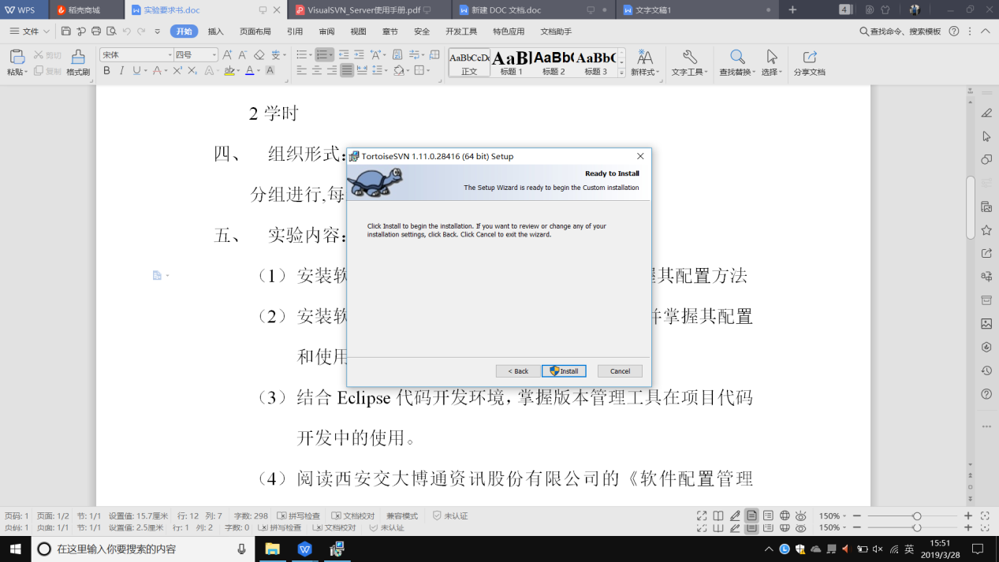 WPS
稻壳商城
实验要求书.doc
VisualSVN_Server使用手册.pdf
新建 DOC 文档.doc
文字文稿1
4
文件
开始
插入
页面布局
引用
审阅
视图
章节
安全
开发工具
特色应用
文档助手
查找命令、搜索模板
粘贴
剪切
复制
格式刷
宋体
四号
AaBbCcDc
正文
AaBl
标题 1
AaBb(
标题 2
AaBbC
标题 3
新样式
文字工具
查找替换
选择
分享文档
2 学时
四、 组织形式:
分组进行,每
五、 实验内容:
(1) 安装软
其配置方法
(2) 安装软
并掌握其配置
和使用
(3) 结合 Eclipse 代码开发环境,掌握版本管理工具在项目代码
开发中的使用。
(4) 阅读西安交大博通资讯股份有限公司的《软件配置管理
TortoiseSVN 1.11.0.28416 (64 bit) Setup
Ready to Install
The Setup Wizard is ready to begin the Custom installation
Click Install to begin the installation. If you want to review or change any of your
installation settings, click Back. Click Cancel to exit the wizard.
< Back
Install
Cancel
页码: 1 页面: 1/2 节: 1/1 设置值: 15.7厘米 行: 12 列: 7 字数: 298 拼写检查 文档校对 兼容模式 未认证 150%
页码: 1 页面: 1/1 节: 1/1 设置值: 2.5厘米 行: 1 列: 2 字数: 0 拼写检查 文档校对 未认证 150%
在这里输入你要搜索的内容
英
15:51
2019/3/28